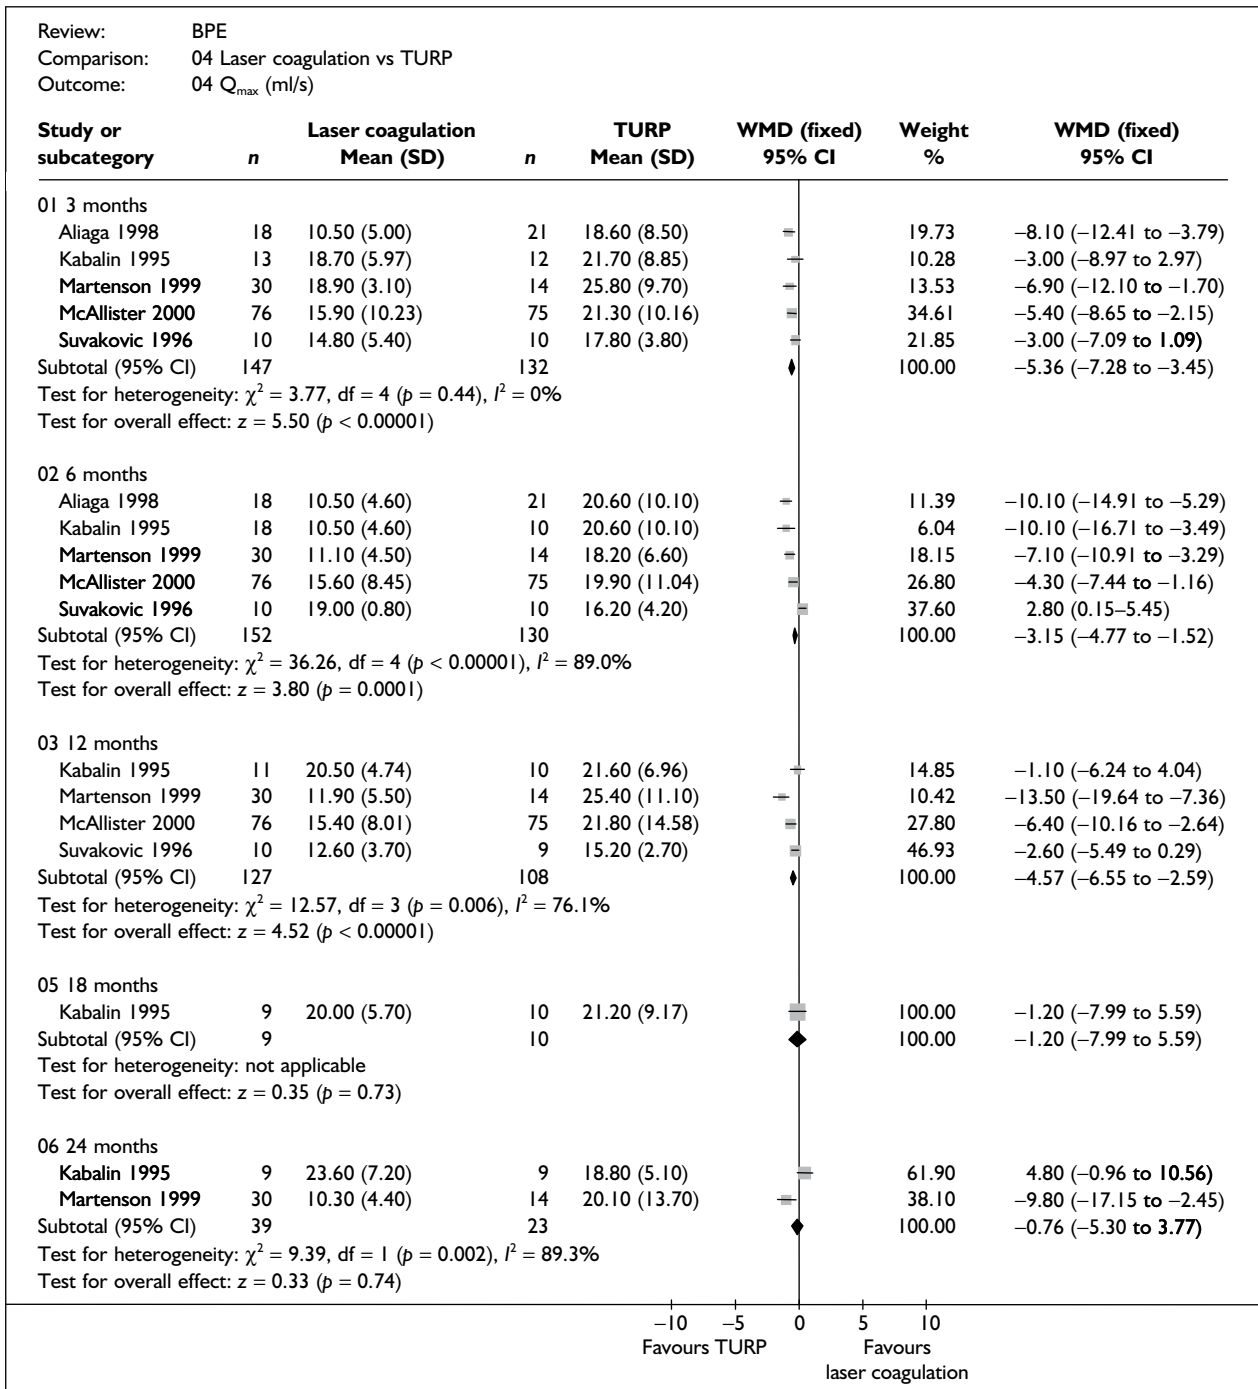 Review: BPE
Comparison: 04 Laser coagulation vs TURP
Outcome: 04 Qmax (ml/s)
Study or subcategory n Laser coagulation Mean (SD) n TURP Mean (SD) WMD (fixed) 95% CI Weight % WMD (fixed) 95% CI
01 3 months
Aliaga 1998 18 10.50 (5.00) 21 18.60 (8.50) 19.73 −8.10 (−12.41 to −3.79)
Kabalin 1995 13 18.70 (5.97) 12 21.70 (8.85) 10.28 −3.00 (−8.97 to 2.97)
Martenson 1999 30 18.90 (3.10) 14 25.80 (9.70) 13.53 −6.90 (−12.10 to −1.70)
McAllister 2000 76 15.90 (10.23) 75 21.30 (10.16) 34.61 −5.40 (−8.65 to −2.15)
Suvakovic 1996 10 14.80 (5.40) 10 17.80 (3.80) 21.85 −3.00 (−7.09 to 1.09)
Subtotal (95% CI) 147 132 100.00 −5.36 (−7.28 to −3.45)
Test for heterogeneity: χ² = 3.77, df = 4 (p = 0.44), I² = 0%
Test for overall effect: z = 5.50 (p < 0.00001)
02 6 months
Aliaga 1998 18 10.50 (4.60) 21 20.60 (10.10) 11.39 −10.10 (−14.91 to −5.29)
Kabalin 1995 18 10.50 (4.60) 10 20.60 (10.10) 6.04 −10.10 (−16.71 to −3.49)
Martenson 1999 30 11.10 (4.50) 14 18.20 (6.60) 18.15 −7.10 (−10.91 to −3.29)
McAllister 2000 76 15.60 (8.45) 75 19.90 (11.04) 26.80 −4.30 (−7.44 to −1.16)
Suvakovic 1996 10 19.00 (0.80) 10 16.20 (4.20) 37.60 2.80 (0.15–5.45)
Subtotal (95% CI) 152 130 100.00 −3.15 (−4.77 to −1.52)
Test for heterogeneity: χ² = 36.26, df = 4 (p < 0.00001), I² = 89.0%
Test for overall effect: z = 3.80 (p = 0.0001)
03 12 months
Kabalin 1995 11 20.50 (4.74) 10 21.60 (6.96) 14.85 −1.10 (−6.24 to 4.04)
Martenson 1999 30 11.90 (5.50) 14 25.40 (11.10) 10.42 −13.50 (−19.64 to −7.36)
McAllister 2000 76 15.40 (8.01) 75 21.80 (14.58) 27.80 −6.40 (−10.16 to −2.64)
Suvakovic 1996 10 12.60 (3.70) 9 15.20 (2.70) 46.93 −2.60 (−5.49 to 0.29)
Subtotal (95% CI) 127 108 100.00 −4.57 (−6.55 to −2.59)
Test for heterogeneity: χ² = 12.57, df = 3 (p = 0.006), I² = 76.1%
Test for overall effect: z = 4.52 (p < 0.00001)
05 18 months
Kabalin 1995 9 20.00 (5.70) 10 21.20 (9.17) 100.00 −1.20 (−7.99 to 5.59)
Subtotal (95% CI) 9 10 100.00 −1.20 (−7.99 to 5.59)
Test for heterogeneity: not applicable
Test for overall effect: z = 0.35 (p = 0.73)
06 24 months
Kabalin 1995 9 23.60 (7.20) 9 18.80 (5.10) 61.90 4.80 (−0.96 to 10.56)
Martenson 1999 30 10.30 (4.40) 14 20.10 (13.70) 38.10 −9.80 (−17.15 to −2.45)
Subtotal (95% CI) 39 23 100.00 −0.76 (−5.30 to 3.77)
Test for heterogeneity: χ² = 9.39, df = 1 (p = 0.002), I² = 89.3%
Test for overall effect: z = 0.33 (p = 0.74)
−10 −5 0 5 10
Favours TURP Favours laser coagulation